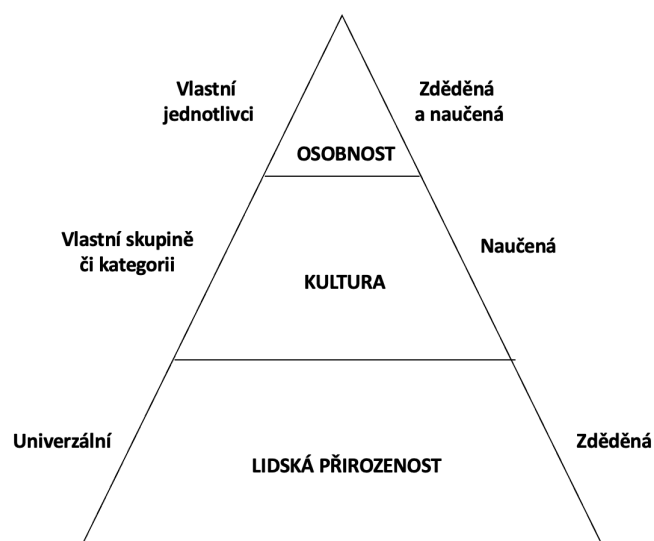 Vlastní
jednotlivci
Zděděná
a naučená
OSOBNOST
Vlastní skupině
či kategorii
Naučená
KULTURA
Univerzální
Zděděná
LIDSKÁ PŘIROZENOST